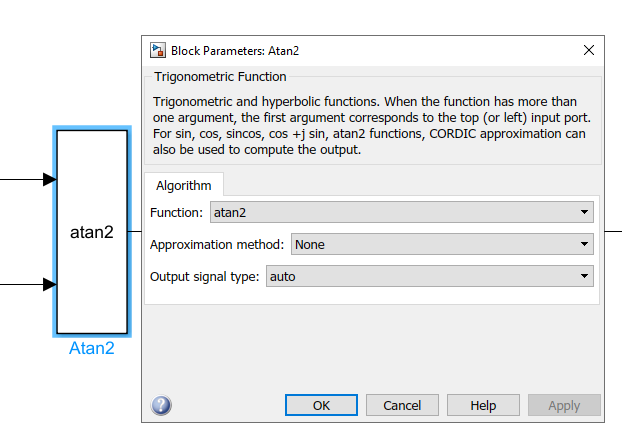 Block Parameters: Atan2
Trigonometric Function
Trigonometric and hyperbolic functions. When the function has more than
one argument, the first argument corresponds to the top (or left) input port.
For sin, cos, sincos, cos +j sin, atan2 functions, CORDIC approximation can
also be used to compute the output.
Algorithm
Function: atan2
Approximation method: None
Output signal type: auto
OK Cancel Help Apply
atan2
Atan2